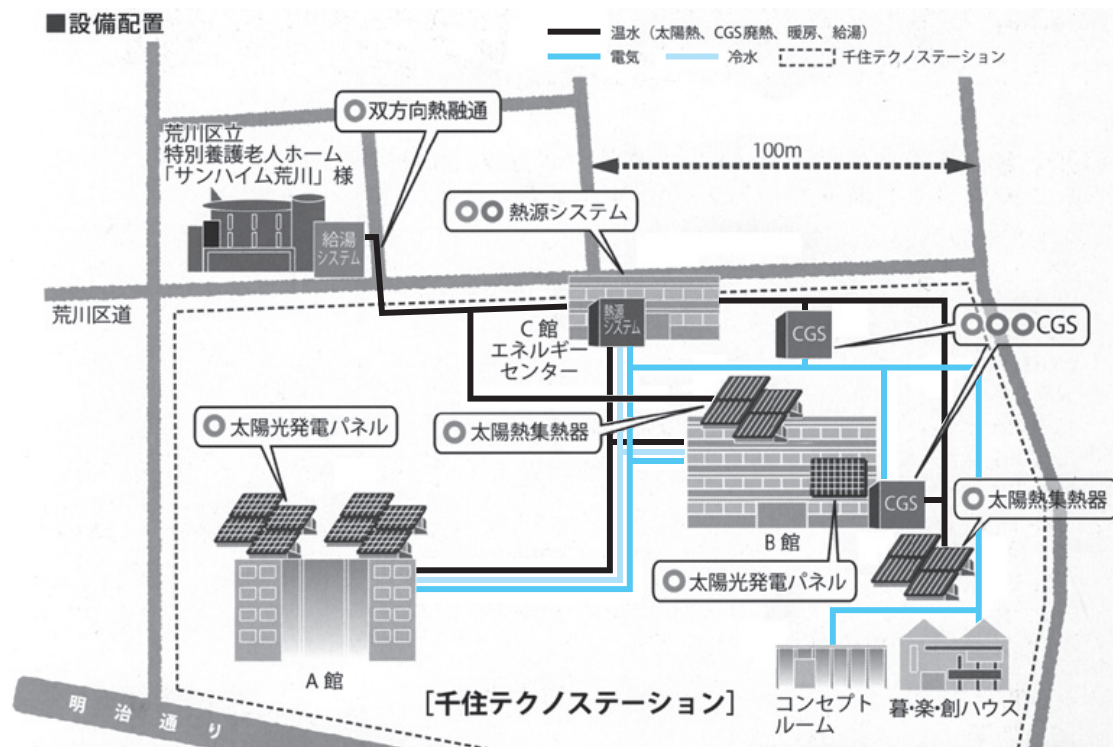 ■設備配置
温水（太陽熱、CGS廃熱、暖房、給湯）
電気
冷水
千住テクノステーション
双方向熱融通
荒川区立
特別養護老人ホーム
「サンハイム荒川」様
100m
熱源システム
給湯
システム
荒川区道
熱源
システム
C館
エネルギー
センター
CGS
CGS
太陽光発電パネル
太陽熱集熱器
CGS
太陽熱集熱器
B館
太陽光発電パネル
A館
[千住テクノステーション]
コンセプト
ルーム
暮・楽・創ハウス
明治通り